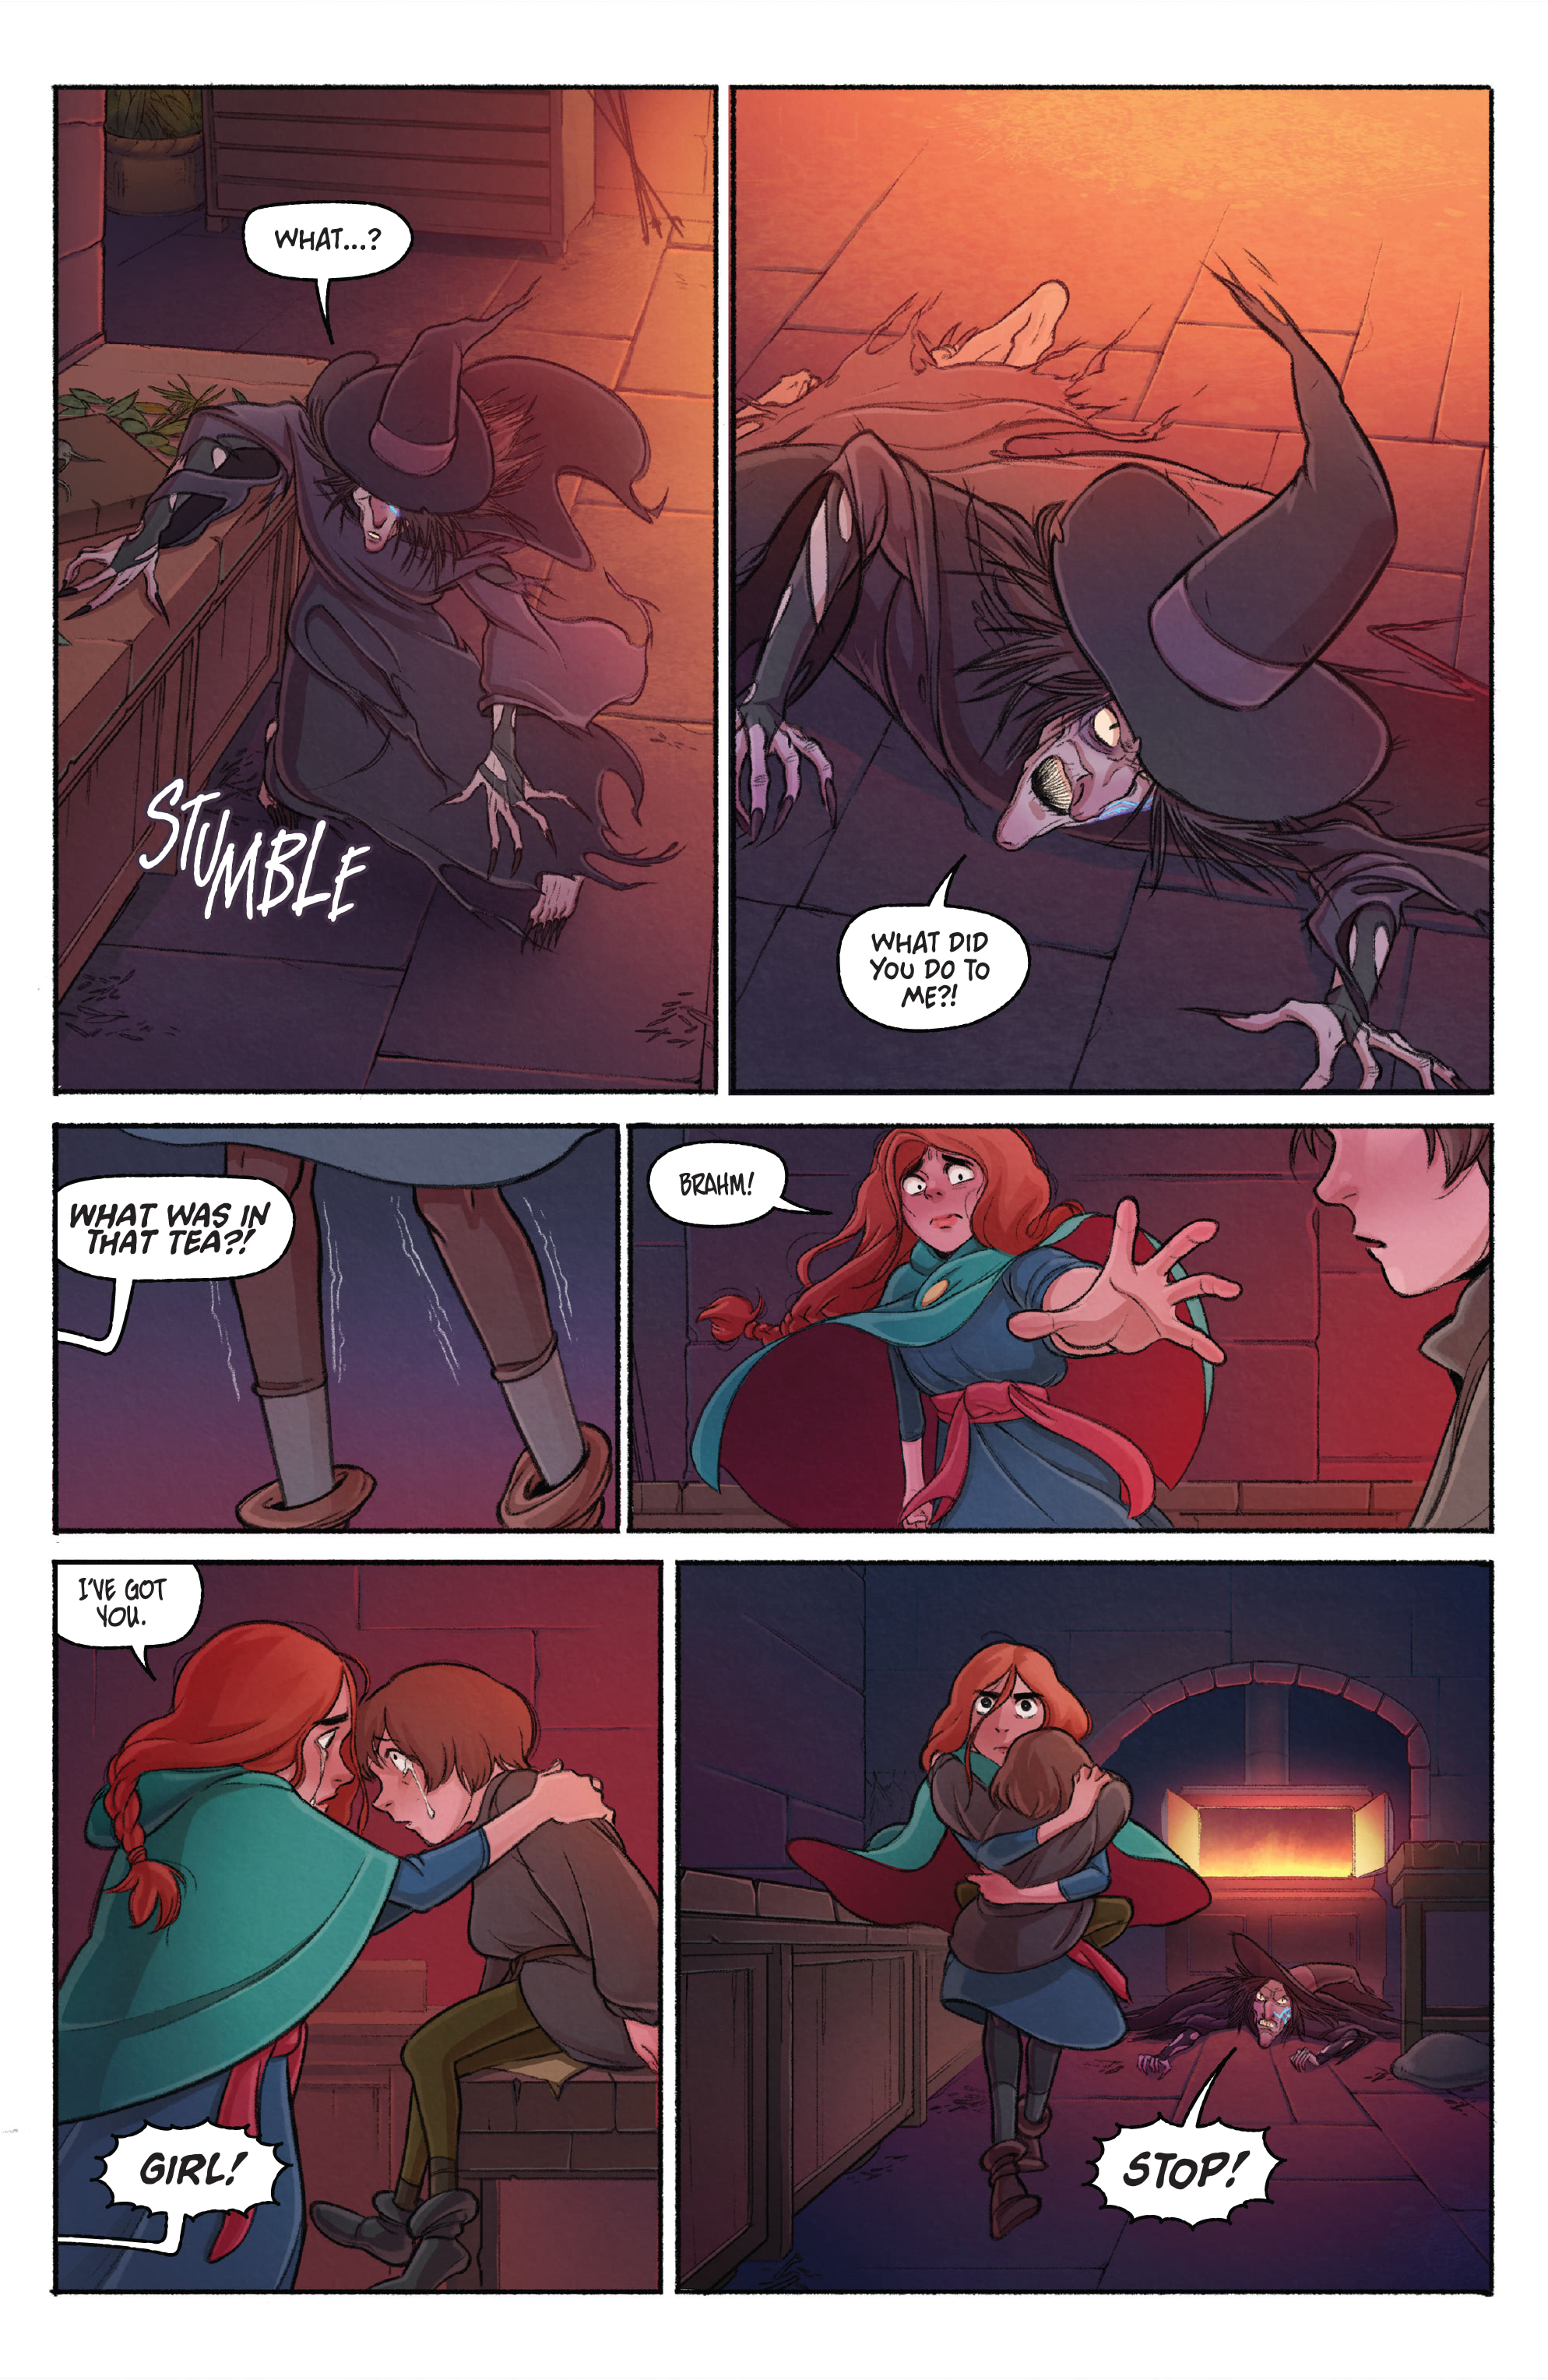 WHAT...?
STUMBLE
WHAT DID
YOU DO TO
ME?!
WHAT WAS IN
THAT TEA?!
BRAHM!
I'VE GOT
YOU.
GIRL!
STOP!